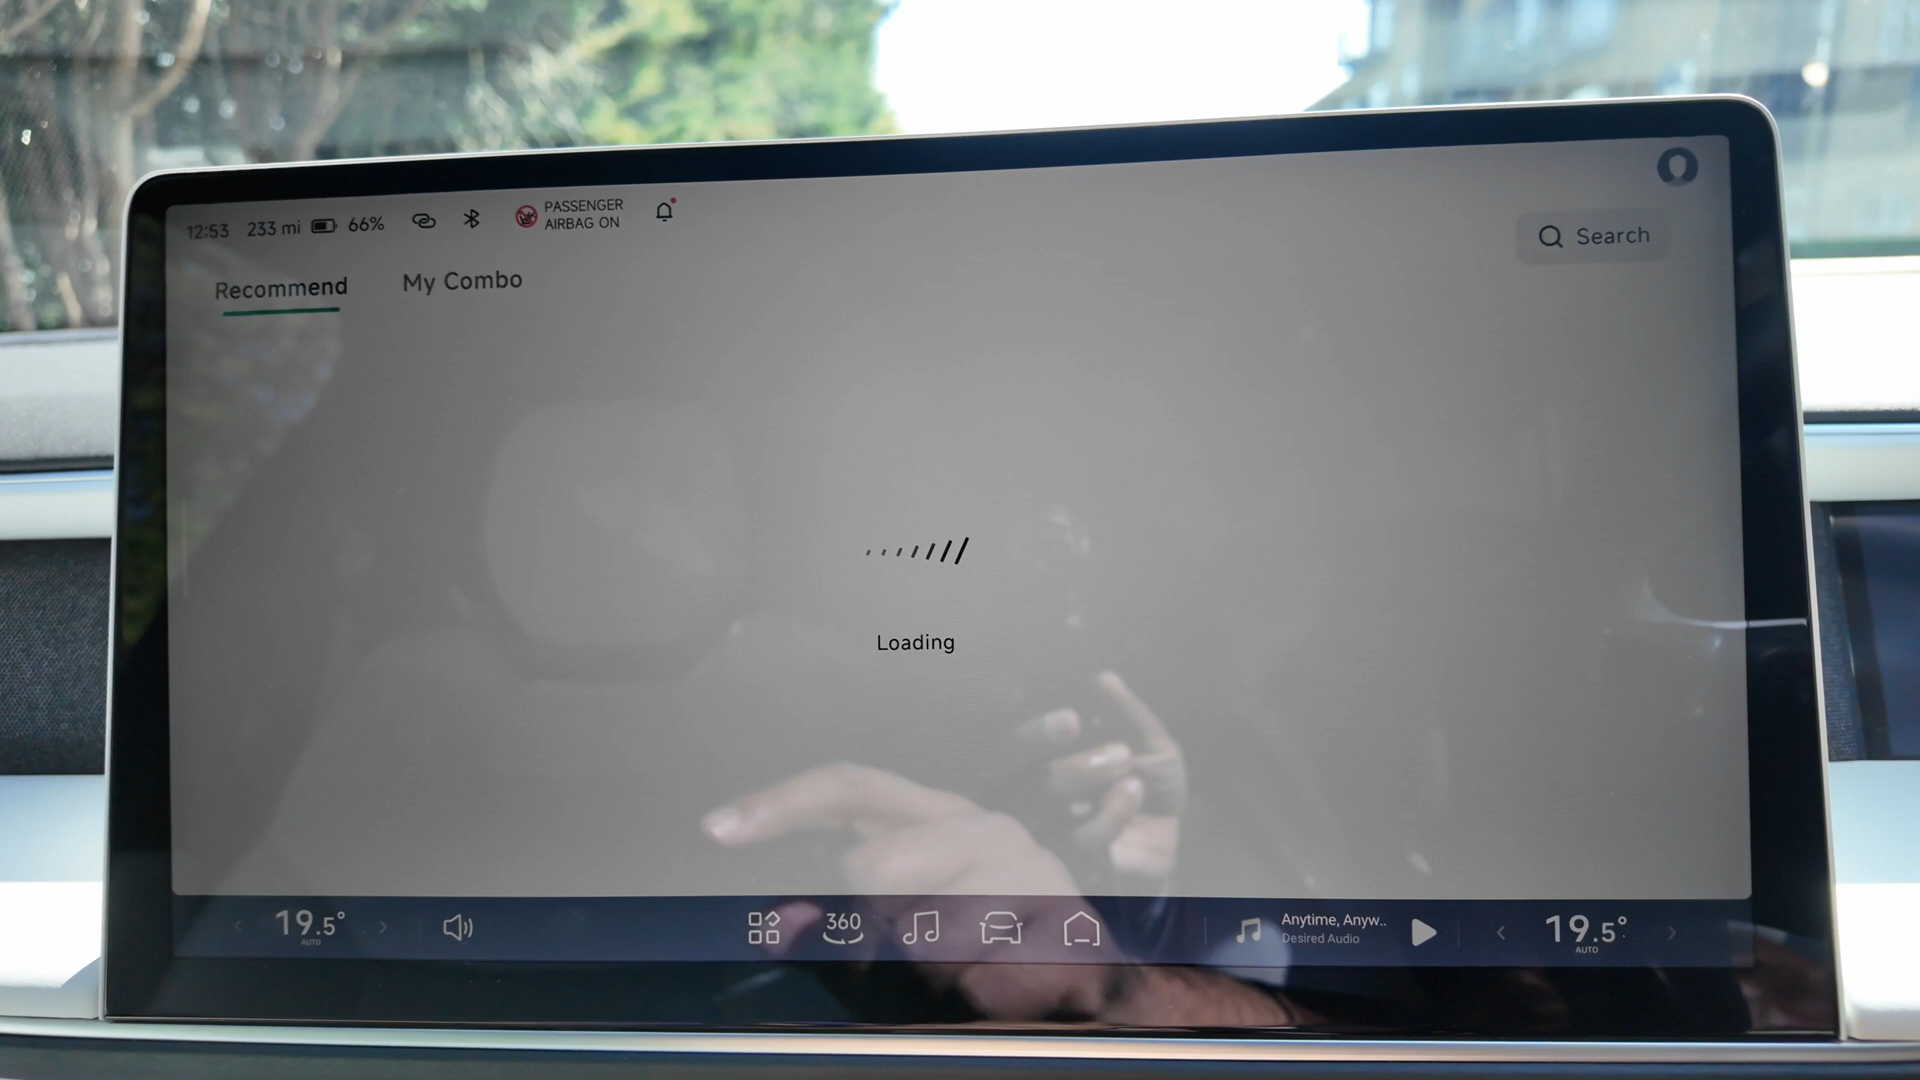 12:53 233 mi 66%
PASSENGER
AIRBAG ON
Search
Recommend My Combo
Loading
19.5°
AUTO
360
Anytime, Anyw..
Desired Audio
19.5°
AUTO